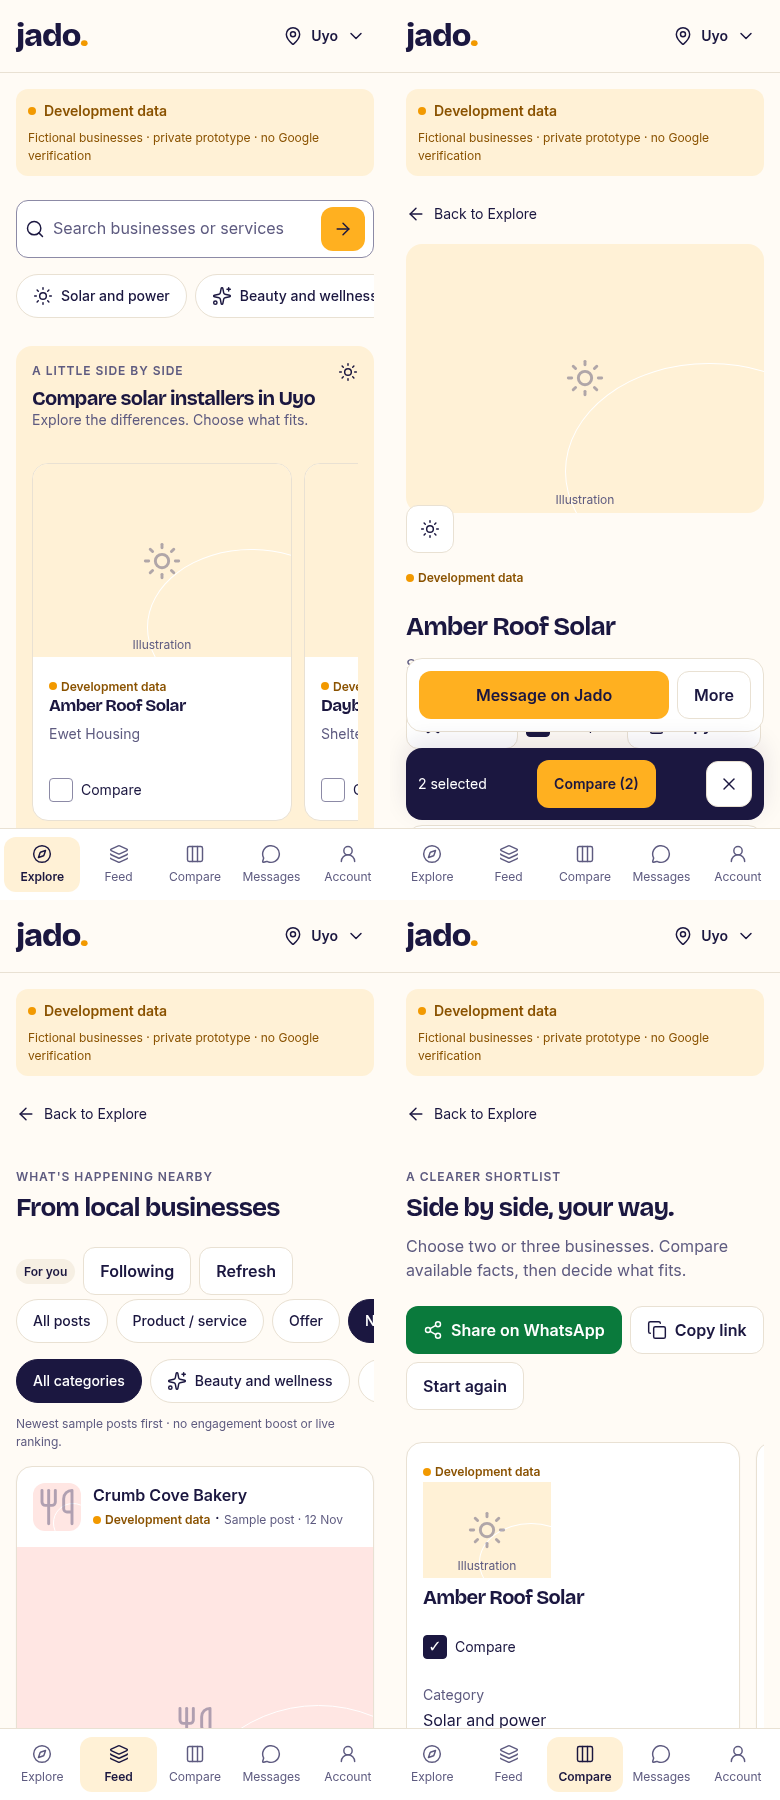 jado.
Uyo
Development data
Fictional businesses · private prototype · no Google
verification
Search businesses or services
Solar and power
Beauty and wellness
A LITTLE SIDE BY SIDE
Compare solar installers in Uyo
Explore the differences. Choose what fits.
Illustration
Development data
Amber Roof Solar
Ewet Housing
Compare
Explore
Feed
Compare
Messages
Account
jado.
Uyo
Development data
Fictional businesses · private prototype · no Google
verification
Back to Explore
Illustration
Development data
Amber Roof Solar
Message on Jado
More
2 selected
Compare (2)
Explore
Feed
Compare
Messages
Account
jado.
Uyo
Development data
Fictional businesses · private prototype · no Google
verification
Back to Explore
WHAT'S HAPPENING NEARBY
From local businesses
For you
Following
Refresh
All posts
Product / service
Offer
All categories
Beauty and wellness
Newest sample posts first · no engagement boost or live
ranking.
Crumb Cove Bakery
Development data · Sample post · 12 Nov
Explore
Feed
Compare
Messages
Account
jado.
Uyo
Development data
Fictional businesses · private prototype · no Google
verification
Back to Explore
A CLEARER SHORTLIST
Side by side, your way.
Choose two or three businesses. Compare
available facts, then decide what fits.
Share on WhatsApp
Copy link
Start again
Development data
Illustration
Amber Roof Solar
Compare
Category
Solar and power
Explore
Feed
Compare
Messages
Account